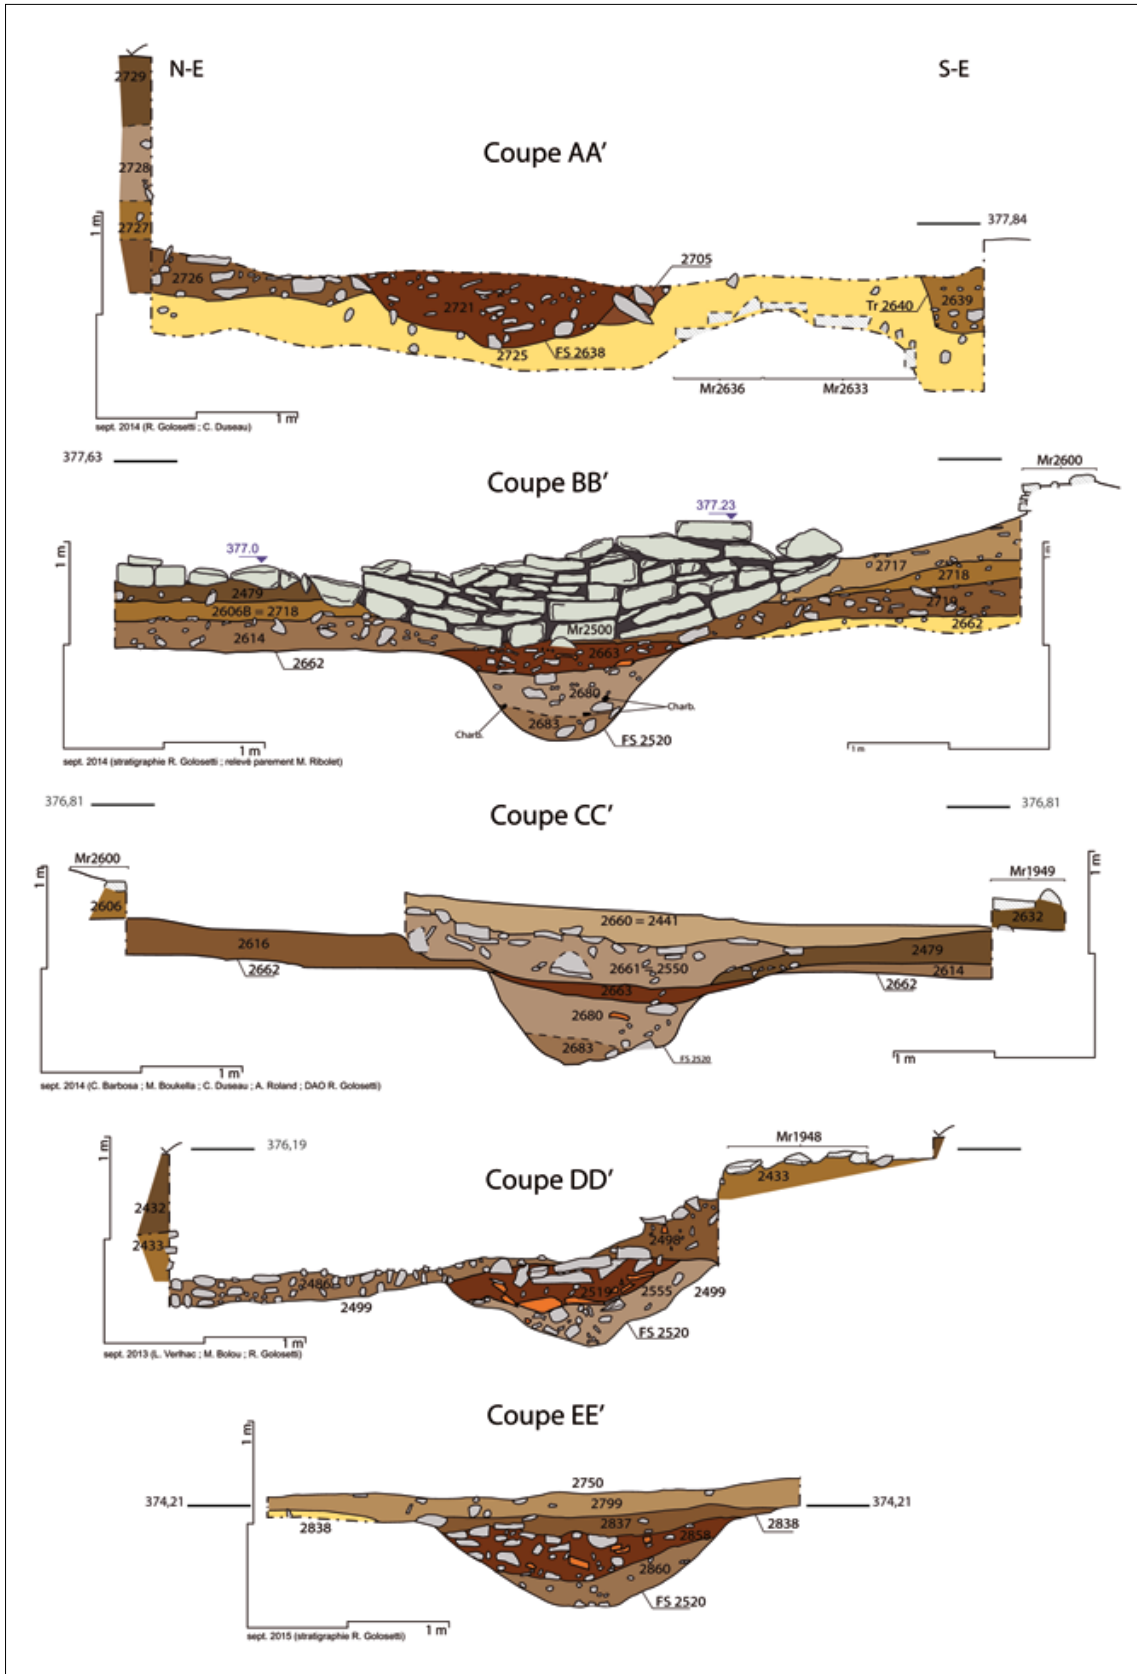 2729
N-E
S-E
Coupe AA'
2728
2727
1 m
377,84
2726
2705
2721
Tr 2640
2639
2725
FS 2638
Mr2636
Mr2633
1 m
sept. 2014 (R. Golosetti ; C. Duseau)
377,63
Mr2600
Coupe BB'
377.23
377.0
1 m
1 m
2717
2718
2479
2719
2606B = 2718
2662
Mr2500
2614
2663
2662
2680
Charb.
2683
Charb.
FS 2520
1 m
1 m
sept. 2014 (stratigraphie R. Golosetti ; relevé parement M. Ribolet)
376,81
376,81
Coupe CC'
Mr2600
Mr1949
1 m
1 m
2606
2660 = 2441
2632
2616
2479
2661 = 2550
2614
2662
2662
2663
2680
2683
FS 2520
1 m
1 m
sept. 2014 (C. Barbosa ; M. Boukella ; C. Duseau ; A. Roland ; DAO R. Golosetti)
1 m
376,19
Mr1948
Coupe DD'
2433
2432
2433
2498
2486
2519
2555
2499
2499
FS 2520
1 m
sept. 2013 (L. Verlhac ; M. Bolou ; R. Golosetti)
Coupe EE'
1 m
2750
374,21
2799
374,21
2838
2837
2858
2838
2860
FS 2520
1 m
sept. 2015 (stratigraphie R. Golosetti)